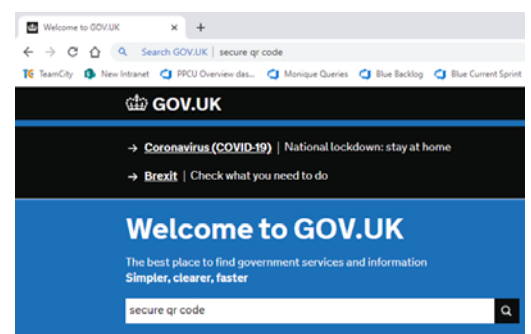 Welcome to GOV.UK × +
Search GOV.UK | secure qr code
TeamCity New Intranet PPCU Overview das... Monique Queries Blue Backlog Blue Current Sprint
GOV.UK
→ Coronavirus (COVID-19) | National lockdown: stay at home
→ Brexit | Check what you need to do
Welcome to GOV.UK
The best place to find government services and information
Simpler, clearer, faster
secure qr code